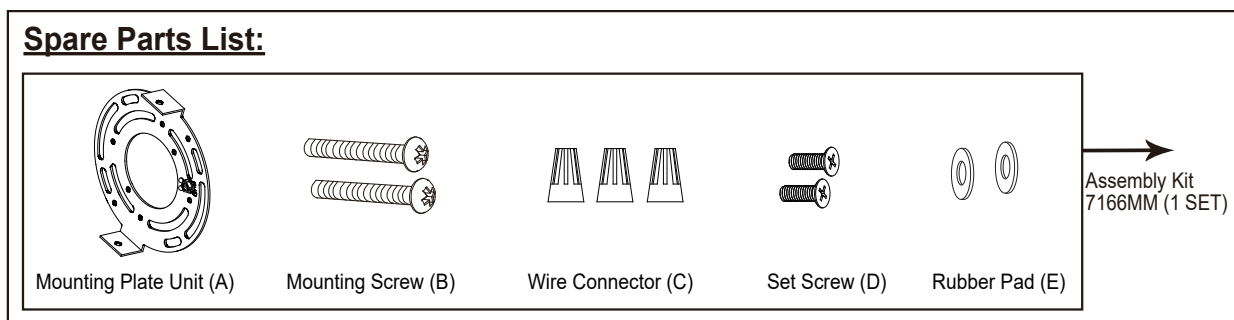 Spare Parts List:
Mounting Plate Unit (A)
Mounting Screw (B)
Wire Connector (C)
Set Screw (D)
Rubber Pad (E)
Assembly Kit
7166MM (1 SET)